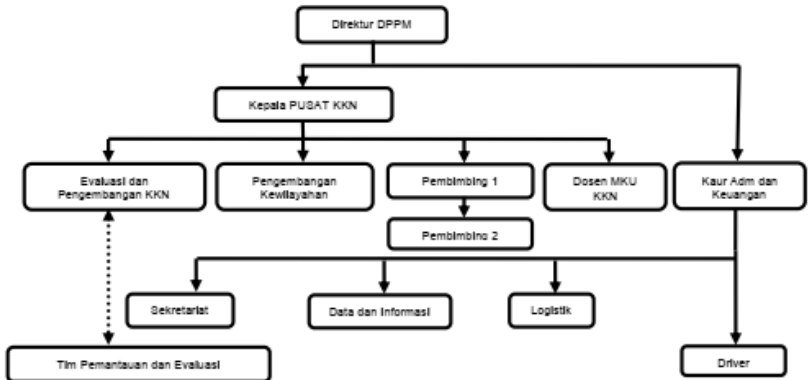 Direktur DPPM
Kepala PUSAT KKN
Evaluasi dan
Pengembangan KKN
Pengembangan
Kewilayahan
Pembimbing 1
Dosen MKU
KKN
Kaur Adm dan
Keuangan
Pembimbing 2
Sekretariat
Data dan Informasi
Logistik
Tim Pemantauan dan Evaluasi
Driver